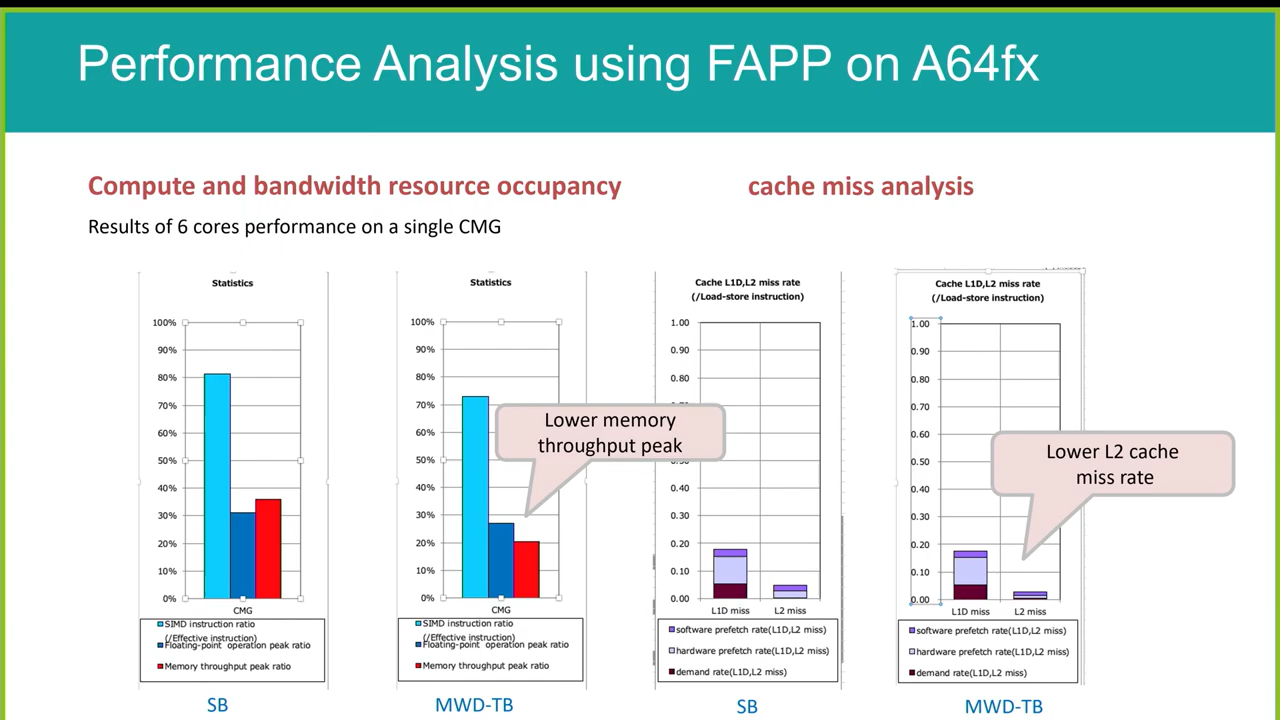 Performance Analysis using FAPP on A64fx
Compute and bandwidth resource occupancy
cache miss analysis
Results of 6 cores performance on a single CMG
Statistics
100%
90%
80%
70%
60%
50%
40%
30%
20%
10%
0%
CMG
SIMD instruction ratio
(/Effective instruction)
Floating-point operation peak ratio
Memory throughput peak ratio
SB
Statistics
100%
90%
80%
70%
60%
50%
40%
30%
20%
10%
0%
CMG
SIMD instruction ratio
(/Effective instruction)
Floating-point operation peak ratio
Memory throughput peak ratio
MWD-TB
Lower memory
throughput peak
Cache L1D,L2 miss rate
(/Load-store instruction)
1.00
0.90
0.80
0.40
0.30
0.20
0.10
0.00
L1D miss
L2 miss
software prefetch rate(L1D,L2 miss)
hardware prefetch rate(L1D,L2 miss)
demand rate(L1D,L2 miss)
SB
Cache L1D,L2 miss rate
(/Load-store instruction)
1.00
0.90
0.80
0.70
0.60
0.50
0.40
0.30
0.20
0.10
0.00
L1D miss
L2 miss
software prefetch rate(L1D,L2 miss)
hardware prefetch rate(L1D,L2 miss)
demand rate(L1D,L2 miss)
MWD-TB
Lower L2 cache
miss rate